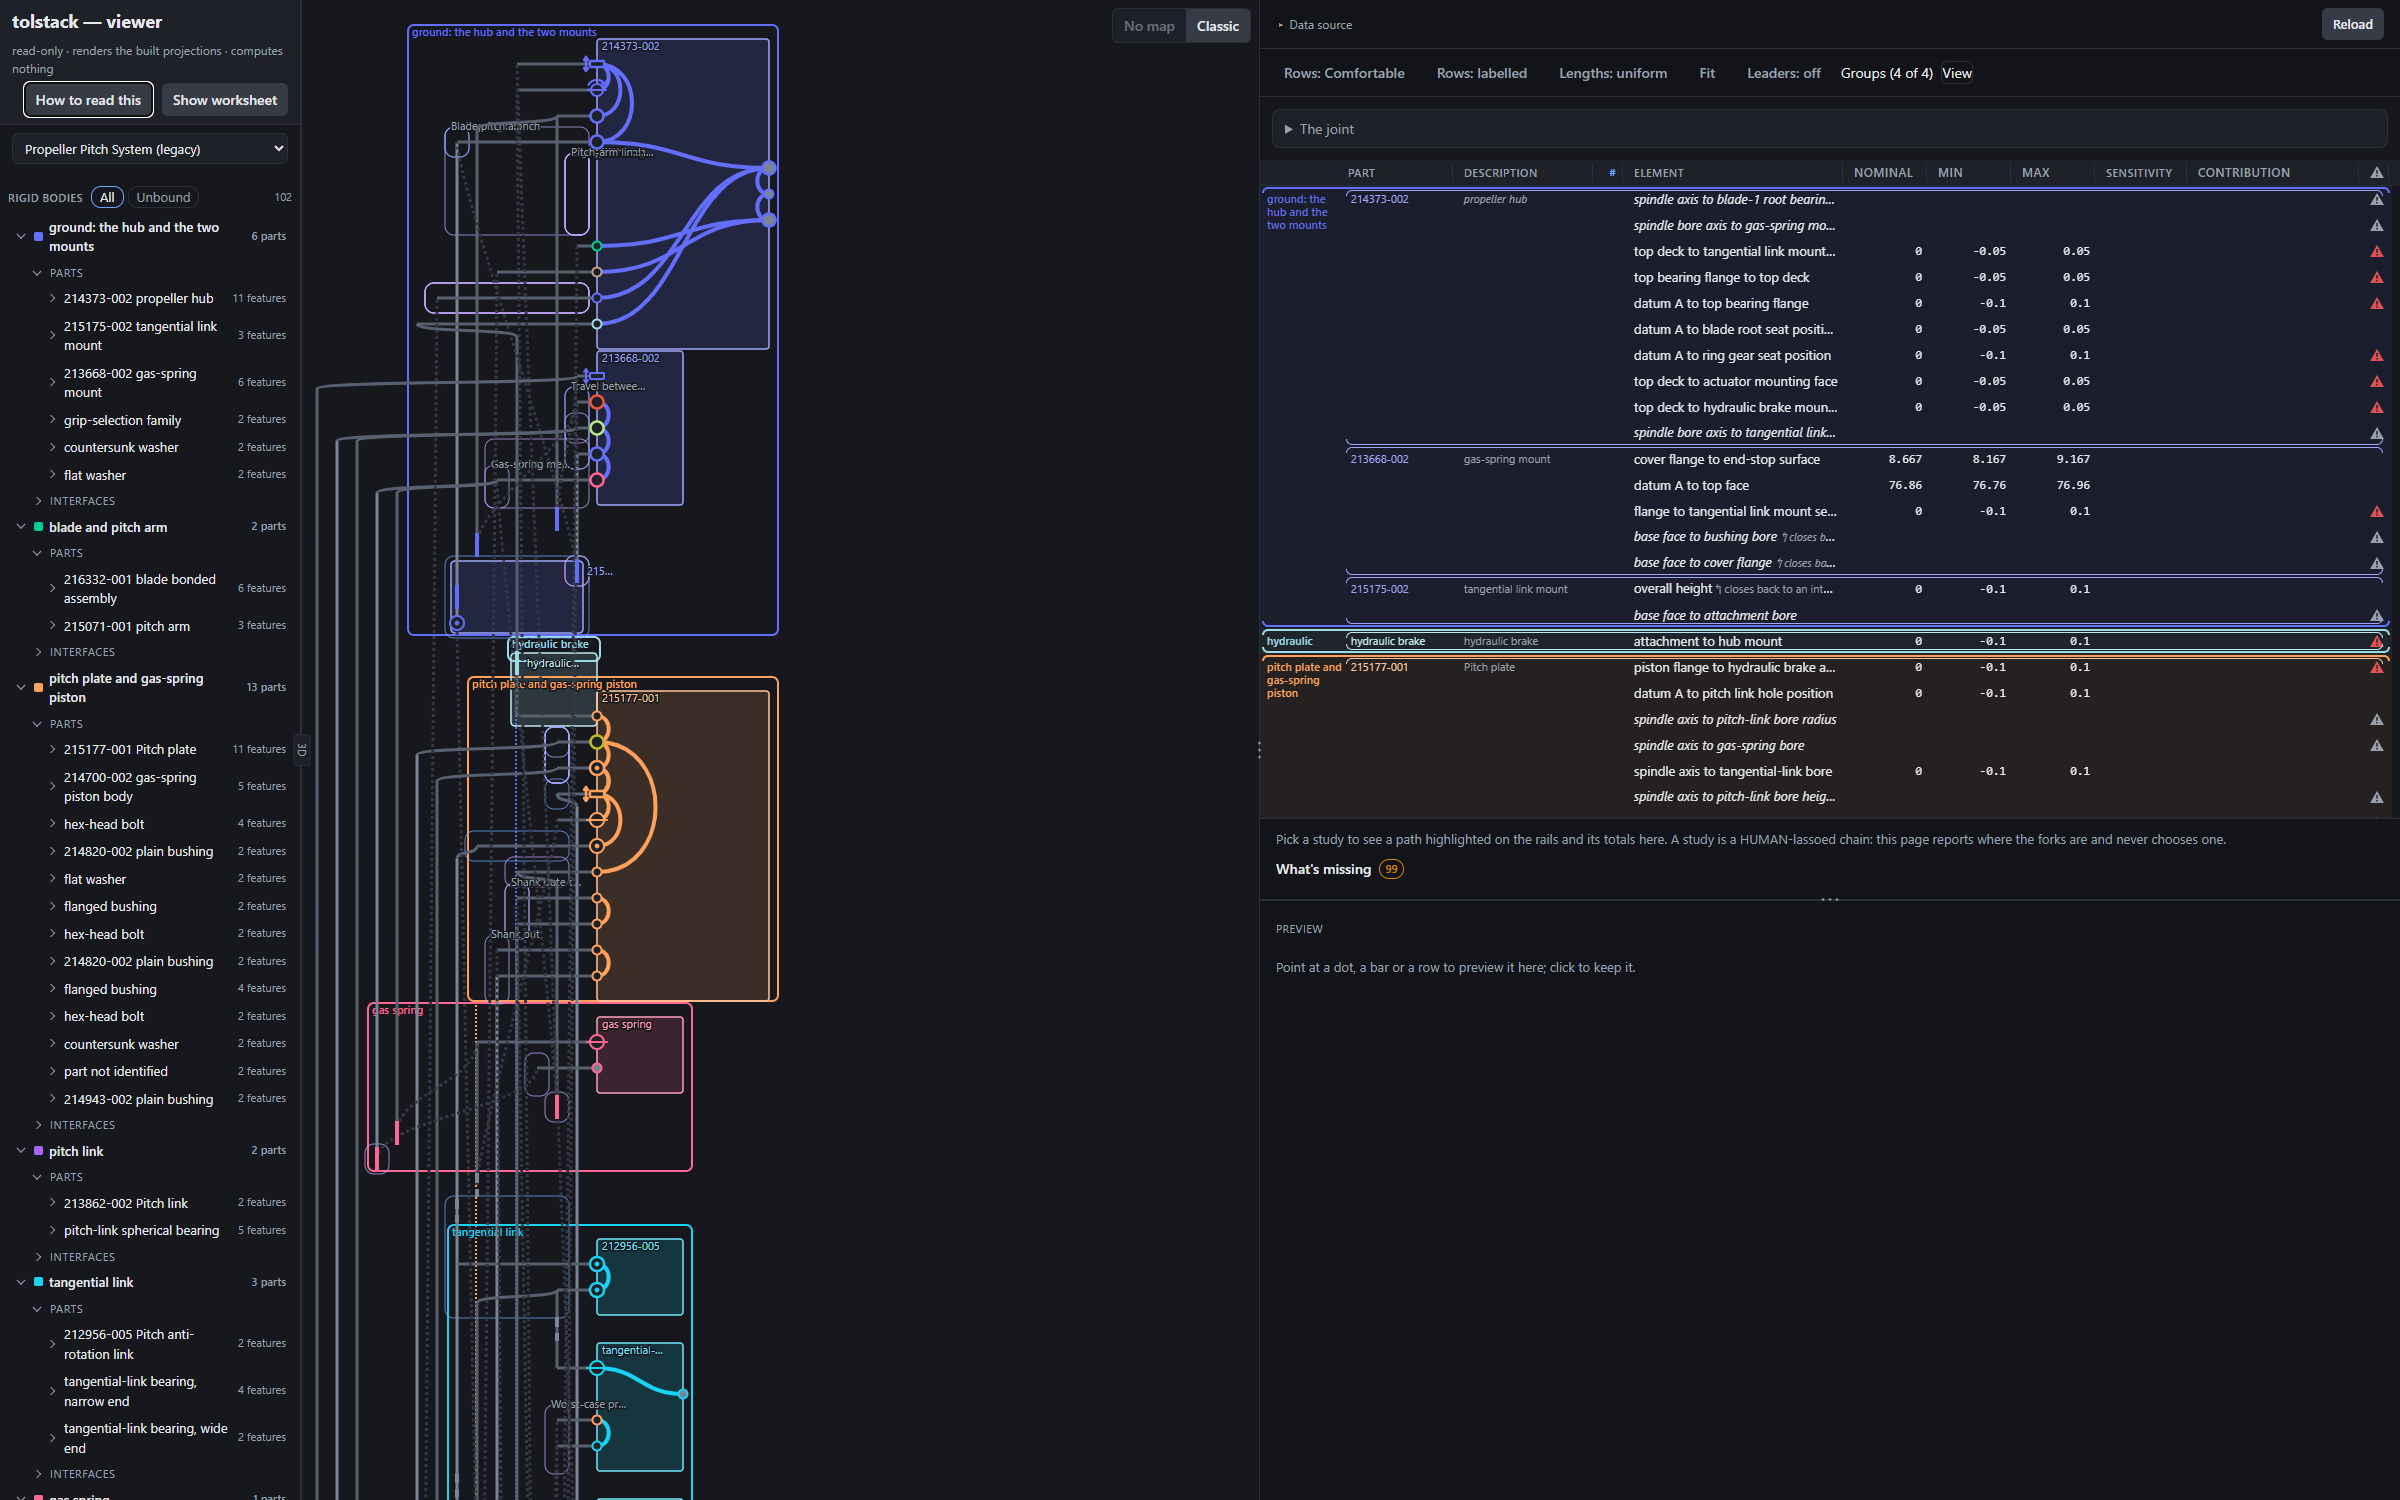 tolstack — viewer
read-only · renders the built projections · computes
nothing
How to read this
Show worksheet
Propeller Pitch System (legacy)
RIGID BODIES
All
Unbound
102
ground: the hub and the two
mounts
6 parts
PARTS
214373-002 propeller hub
11 features
215175-002 tangential link
mount
3 features
213668-002 gas-spring
mount
6 features
grip-selection family
2 features
countersunk washer
2 features
flat washer
2 features
INTERFACES
blade and pitch arm
2 parts
PARTS
216332-001 blade bonded
assembly
6 features
215071-001 pitch arm
3 features
INTERFACES
pitch plate and gas-spring
piston
13 parts
PARTS
215177-001 Pitch plate
11 features
214700-002 gas-spring
piston body
5 features
hex-head bolt
4 features
214820-002 plain bushing
2 features
flat washer
2 features
flanged bushing
2 features
hex-head bolt
2 features
214820-002 plain bushing
2 features
flanged bushing
4 features
hex-head bolt
2 features
countersunk washer
2 features
part not identified
2 features
214943-002 plain bushing
2 features
INTERFACES
pitch link
2 parts
PARTS
213862-002 Pitch link
2 features
pitch-link spherical bearing
5 features
INTERFACES
tangential link
3 parts
PARTS
212956-005 Pitch anti-
rotation link
2 features
tangential-link bearing,
narrow end
4 features
tangential-link bearing, wide
end
2 features
INTERFACES
gas spring
1 parts
3D
No map
Classic
ground: the hub and the two mounts
214373-002
213668-002
Travel betwee...
Gas-spring me...
215...
hydraulic brake
hydraulic...
pitch plate and gas-spring piston
215177-001
gas spring
gas spring
tangential link
212956-005
tangential-...
Worst-case pr...
Data source
Reload
Rows: Comfortable
Rows: labelled
Lengths: uniform
Fit
Leaders: off
Groups (4 of 4)
View
The joint
PART
DESCRIPTION
#
ELEMENT
NOMINAL
MIN
MAX
SENSITIVITY
CONTRIBUTION
ground: the
hub and the
two mounts
214373-002 propeller hub spindle axis to blade-1 root bearin...
spindle bore axis to gas-spring mo...
top deck to tangential link mount... 0 -0.05 0.05
top bearing flange to top deck 0 -0.05 0.05
datum A to top bearing flange 0 -0.1 0.1
datum A to blade root seat positi... 0 -0.05 0.05
datum A to ring gear seat position 0 -0.1 0.1
top deck to actuator mounting face 0 -0.05 0.05
top deck to hydraulic brake moun... 0 -0.05 0.05
spindle bore axis to tangential link...
213668-002 gas-spring mount cover flange to end-stop surface 8.667 8.167 9.167
datum A to top face 76.86 76.76 76.96
flange to tangential link mount se... 0 -0.1 0.1
base face to bushing bore ↰ closes b...
base face to cover flange ↰ closes ba...
215175-002 tangential link mount overall height ↰ closes back to an int... 0 -0.1 0.1
base face to attachment bore
hydraulic hydraulic brake hydraulic brake attachment to hub mount 0 -0.1 0.1
pitch plate and
gas-spring
piston
215177-001 Pitch plate piston flange to hydraulic brake a... 0 -0.1 0.1
datum A to pitch link hole position 0 -0.1 0.1
spindle axis to pitch-link bore radius
spindle axis to gas-spring bore
spindle axis to tangential-link bore 0 -0.1 0.1
spindle axis to pitch-link bore heig...
Pick a study to see a path highlighted on the rails and its totals here. A study is a HUMAN-lassoed chain: this page reports where the forks are and never chooses one.
What's missing 99
PREVIEW
Point at a dot, a bar or a row to preview it here; click to keep it.